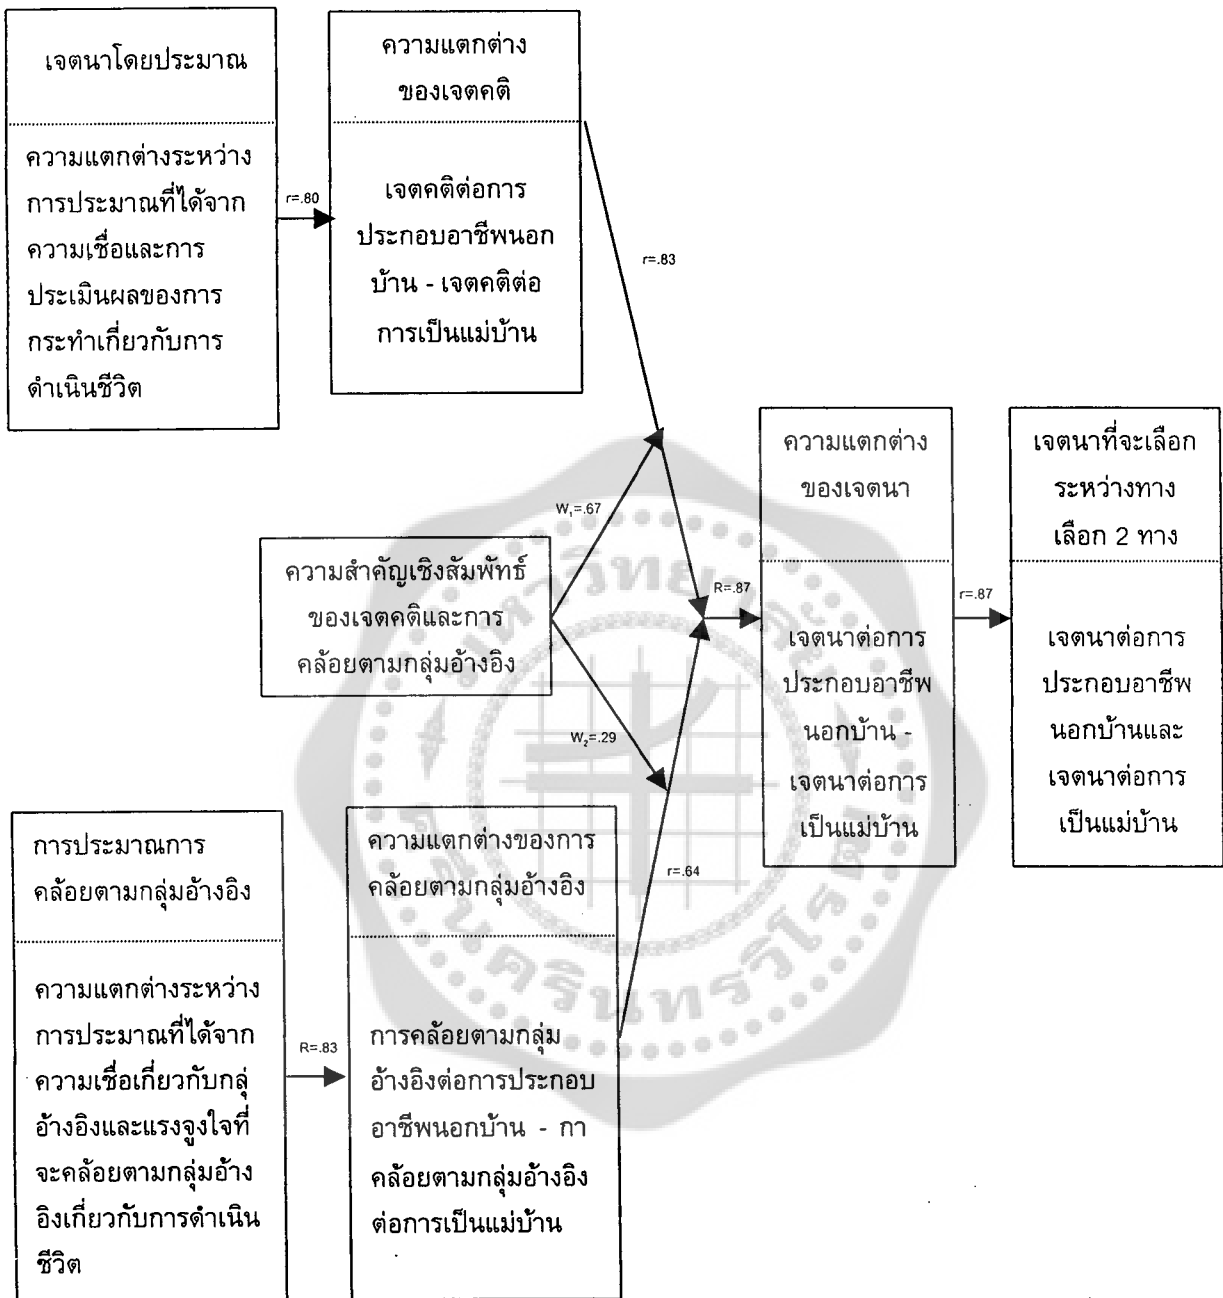 เจตนาโดยประมาณ
ความแตกต่างระหว่าง
การประมาณที่ได้จาก
ความเชื่อและการ
ประเมินผลของการ
กระทำเกี่ยวกับการ
ดำเนินชีวิต
r=.80
ความแตกต่าง
ของเจตคติ
เจตคติต่อการ
ประกอบอาชีพนอก
บ้าน - เจตคติต่อ
การเป็นแม่บ้าน
r=.83
W₁=.67
ความสำคัญเชิงสัมพัทธ์
ของเจตคติและการ
คล้อยตามกลุ่มอ้างอิง
W₂=.29
R=.87
ความแตกต่าง
ของเจตนา
เจตนาต่อการ
ประกอบอาชีพ
นอกบ้าน -
เจตนาต่อการ
เป็นแม่บ้าน
r=.87
เจตนาที่จะเลือก
ระหว่างทาง
เลือก 2 ทาง
เจตนาต่อการ
ประกอบอาชีพ
นอกบ้านและ
เจตนาต่อการ
เป็นแม่บ้าน
การประมาณการ
คล้อยตามกลุ่มอ้างอิง
ความแตกต่างระหว่าง
การประมาณที่ได้จาก
ความเชื่อเกี่ยวกับกลุ่
อ้างอิงและแรงจูงใจที่
จะคล้อยตามกลุ่มอ้าง
อิงเกี่ยวกับการดำเนิน
ชีวิต
R=.83
ความแตกต่างของการ
คล้อยตามกลุ่มอ้างอิง
การคล้อยตามกลุ่ม
อ้างอิงต่อการประกอบ
อาชีพนอกบ้าน - กา
คล้อยตามกลุ่มอ้างอิง
ต่อการเป็นแม่บ้าน
r=.64
มหาวิทยาลัย
ศรีนครินทรวิโรฒ